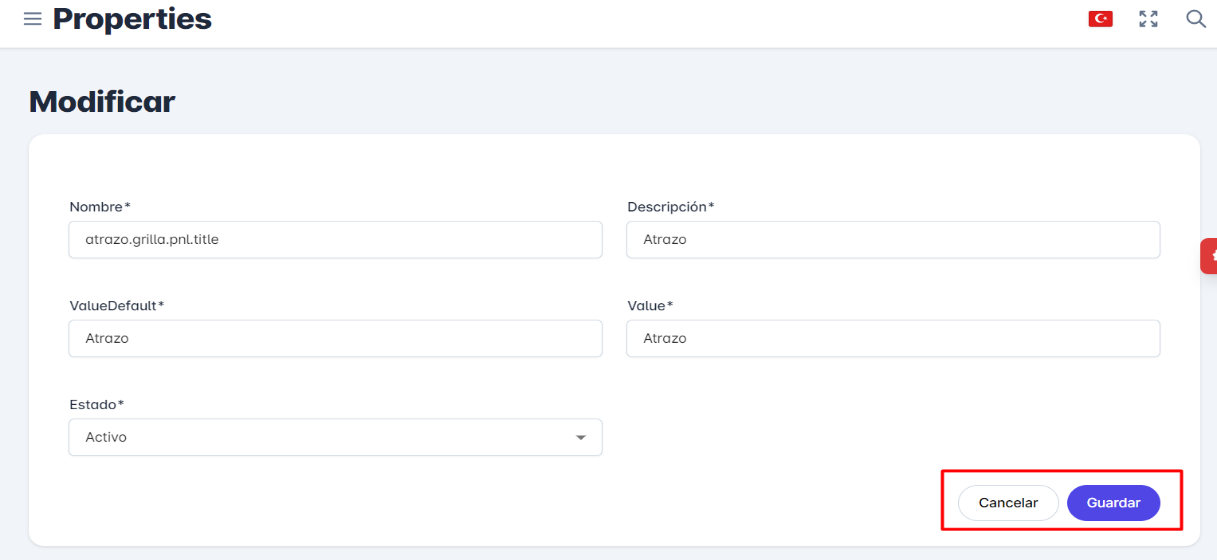 Properties
Modificar
Nombre*
Descripción*
atrazo.grilla.pnl.title
Atrazo
ValueDefault*
Value*
Atrazo
Atrazo
Estado*
Activo
Cancelar
Guardar